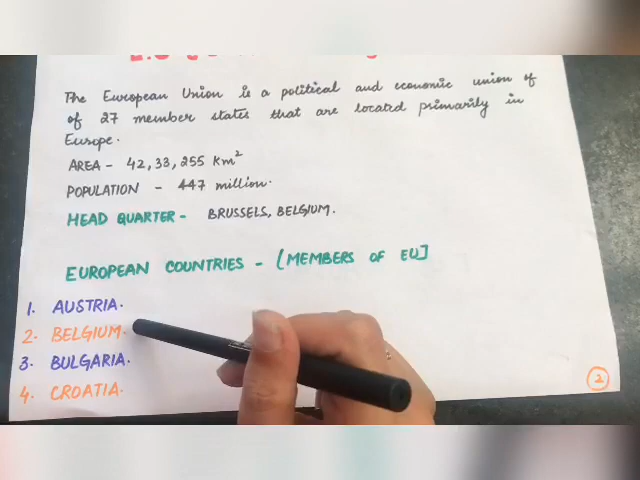 The European Union is a political and economic union of
of 27 member states that are located primarily in
Europe.
AREA - 42,33,255 Km²
POPULATION - 447 million.
HEAD QUARTER - BRUSSELS, BELGIUM.
EUROPEAN COUNTRIES - [MEMBERS OF EU]
1. AUSTRIA.
2. BELGIUM.
3. BULGARIA.
4. CROATIA.
2